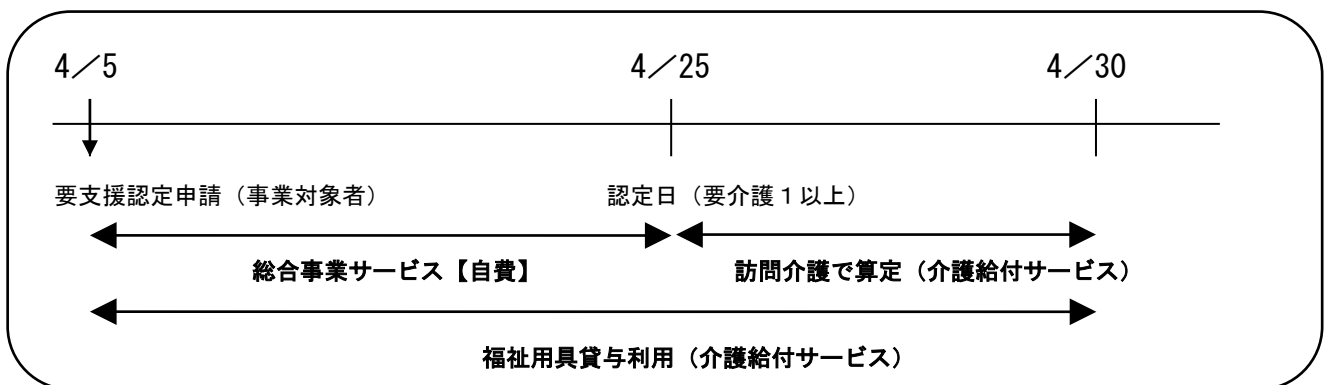 4／5 4／25 4／30
要支援認定申請（事業対象者） 認定日（要介護１以上）
総合事業サービス【自費】 訪問介護で算定（介護給付サービス）
福祉用具貸与利用（介護給付サービス）